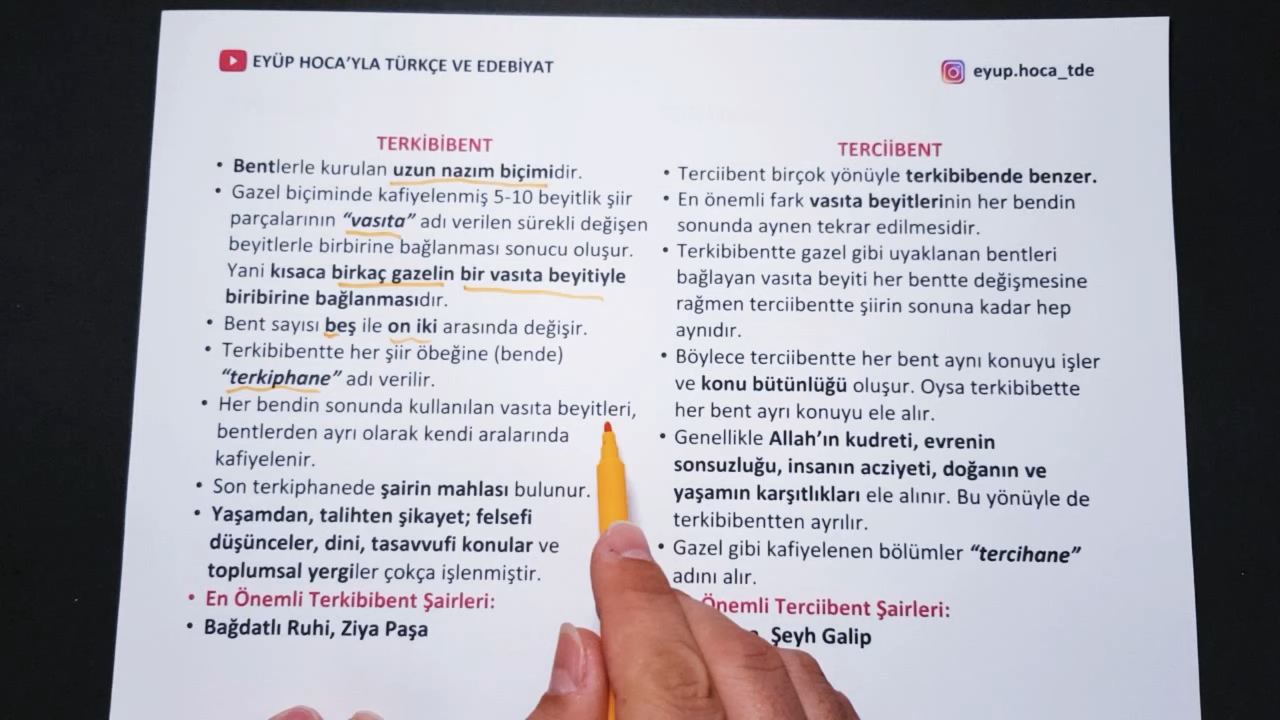 EYÜP HOCA'YLA TÜRKÇE VE EDEBİYAT
eyup.hoca_tde
TERKİBİBENT
• Bentlerle kurulan uzun nazım biçimidir.
• Gazel biçiminde kafiyelenmiş 5-10 beyitlik şiir
parçalarının "vasıta" adı verilen sürekli değişen
beyitlerle birbirine bağlanması sonucu oluşur.
Yani kısaca birkaç gazelin bir vasıta beyitiyle
biribirine bağlanmasıdır.
• Bent sayısı beş ile on iki arasında değişir.
• Terkibibentte her şiir öbeğine (bende)
"terkiphane" adı verilir.
• Her bendin sonunda kullanılan vasıta beyitleri,
bentlerden ayrı olarak kendi aralarında
kafiyelenir.
• Son terkiphanede şairin mahlası bulunur.
• Yaşamdan, talihten şikayet; felsefi
düşünceler, dini, tasavvufi konular ve
toplumsal yergiler çokça işlenmiştir.
• En Önemli Terkibibent Şairleri:
• Bağdatlı Ruhi, Ziya Paşa
TERCİİBENT
• Terciibent birçok yönüyle terkibibende benzer.
• En önemli fark vasıta beyitlerinin her bendin
sonunda aynen tekrar edilmesidir.
• Terkibibentte gazel gibi uyaklanan bentleri
bağlayan vasıta beyiti her bentte değişmesine
rağmen terciibentte şiirin sonuna kadar hep
aynıdır.
• Böylece terciibentte her bent aynı konuyu işler
ve konu bütünlüğü oluşur. Oysa terkibibette
her bent ayrı konuyu ele alır.
• Genellikle Allah'ın kudreti, evrenin
sonsuzluğu, insanın acziyeti, doğanın ve
yaşamın karşıtlıkları ele alınır. Bu yönüyle de
terkibibentten ayrılır.
• Gazel gibi kafiyelenen bölümler "tercihane"
adını alır.
Önemli Terciibent Şairleri:
Şeyh Galip